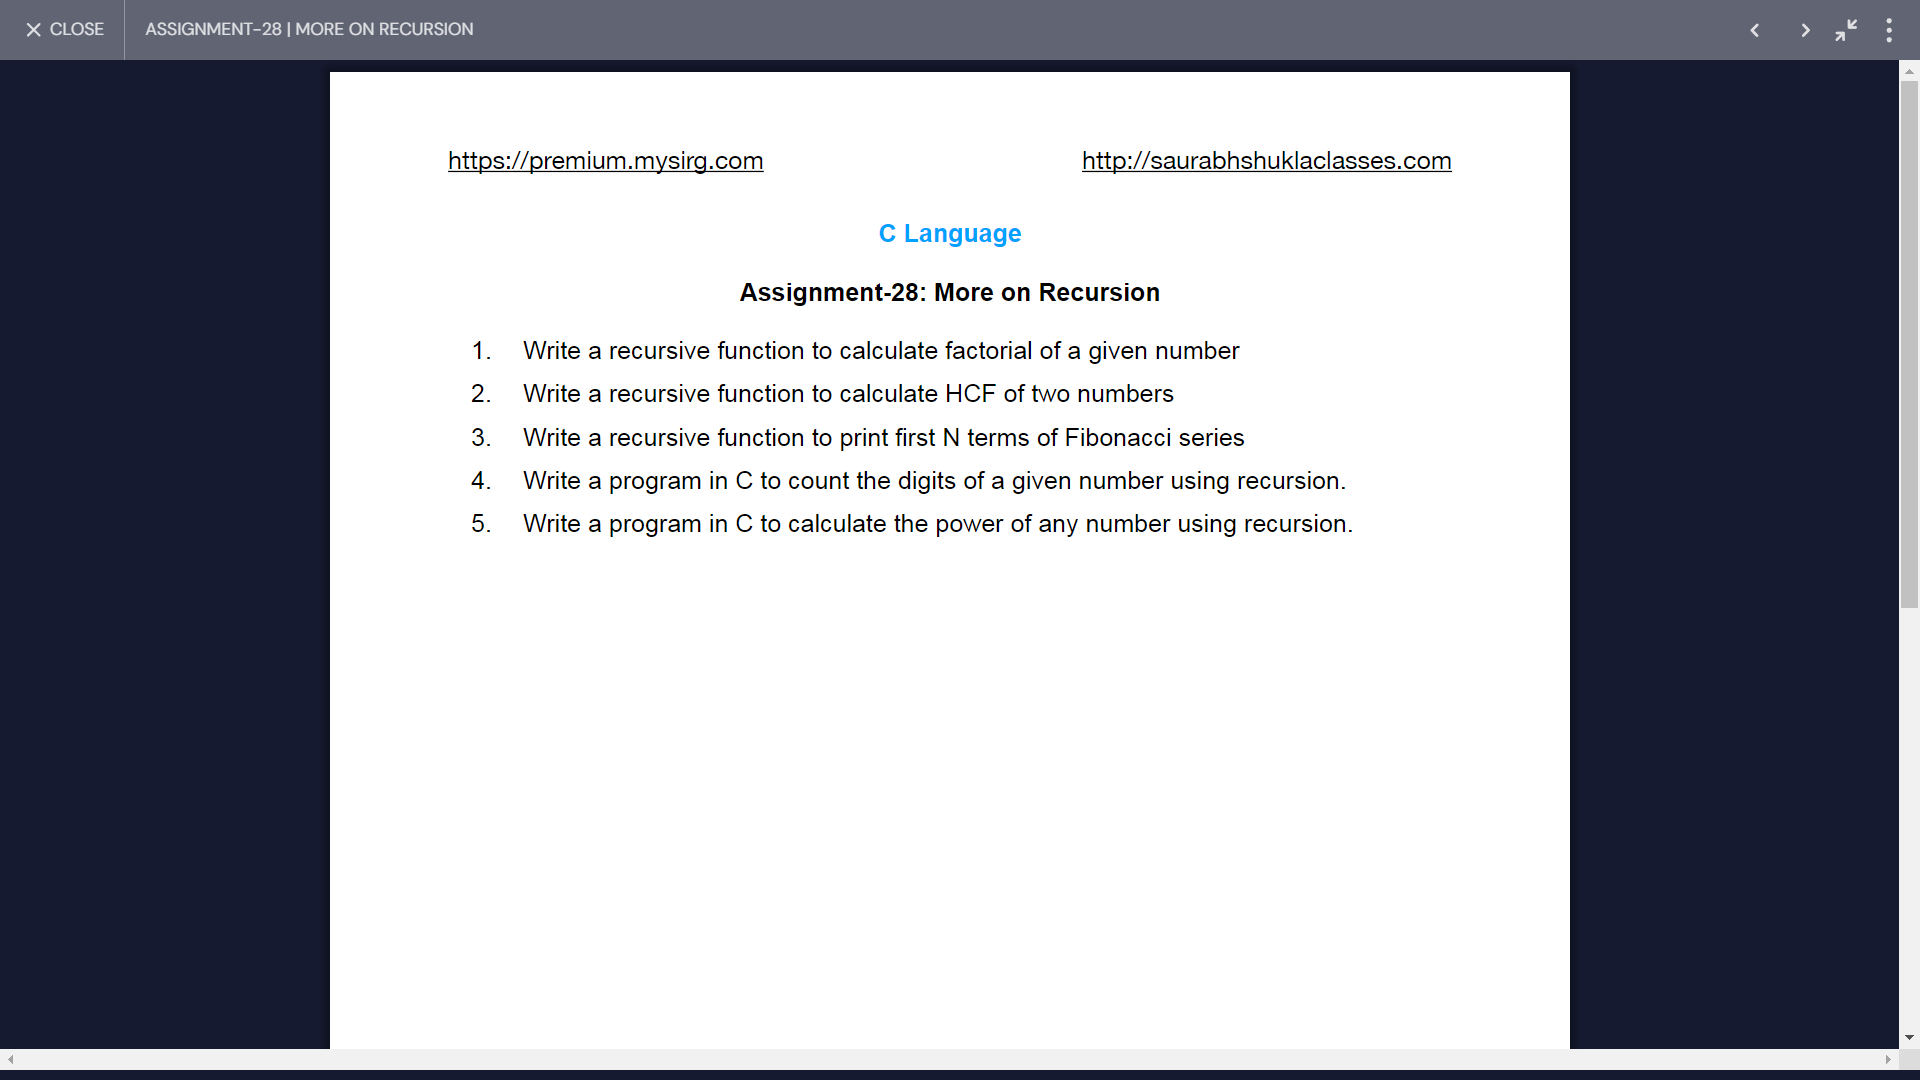 CLOSE ASSIGNMENT-28 | MORE ON RECURSION
https://premium.mysirg.com http://saurabhshuklaclasses.com
C Language
Assignment-28: More on Recursion
1. Write a recursive function to calculate factorial of a given number
2. Write a recursive function to calculate HCF of two numbers
3. Write a recursive function to print first N terms of Fibonacci series
4. Write a program in C to count the digits of a given number using recursion.
5. Write a program in C to calculate the power of any number using recursion.